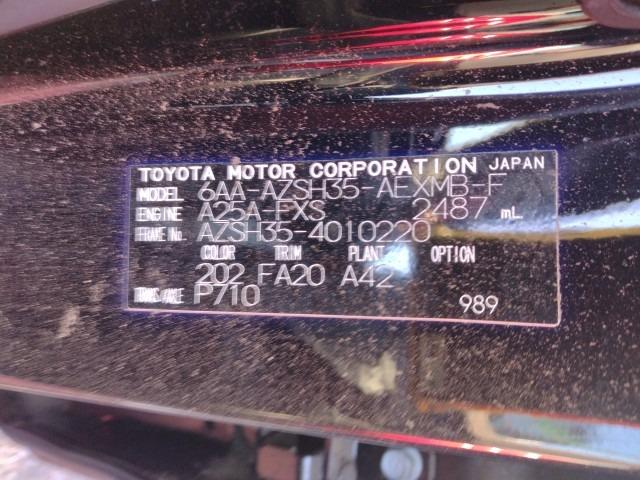 TOYOTA MOTOR CORPORATION JAPAN
MODEL 6AA-AZSH35-AEXMB-F
ENGINE A25A-FXS 2487 mL
FRAME No. AZSH35-4010220
COLOR TRIM PLANT OPTION
202 FA20 A42
TRANS/AXLE P710
989